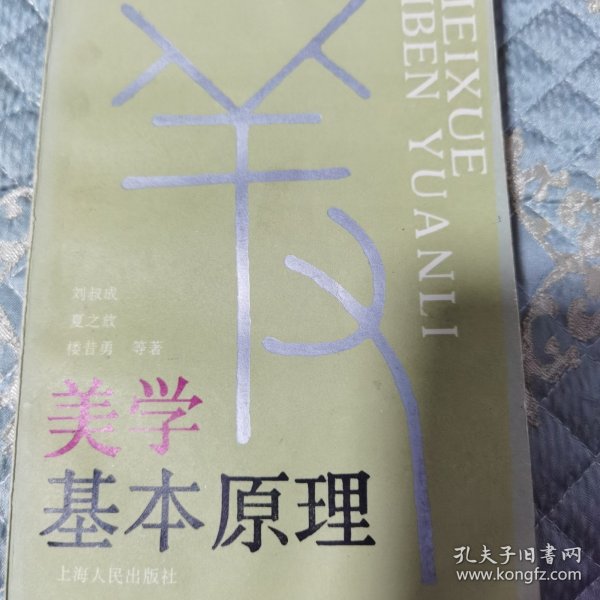 MEIXUE
JIBEN YUANLI
刘叔成
夏之放
楼昔勇 等著
美学
基本原理
上海人民出版社
孔夫子旧书网
www.kongfz.com